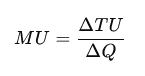 MU = ΔTU / ΔQ